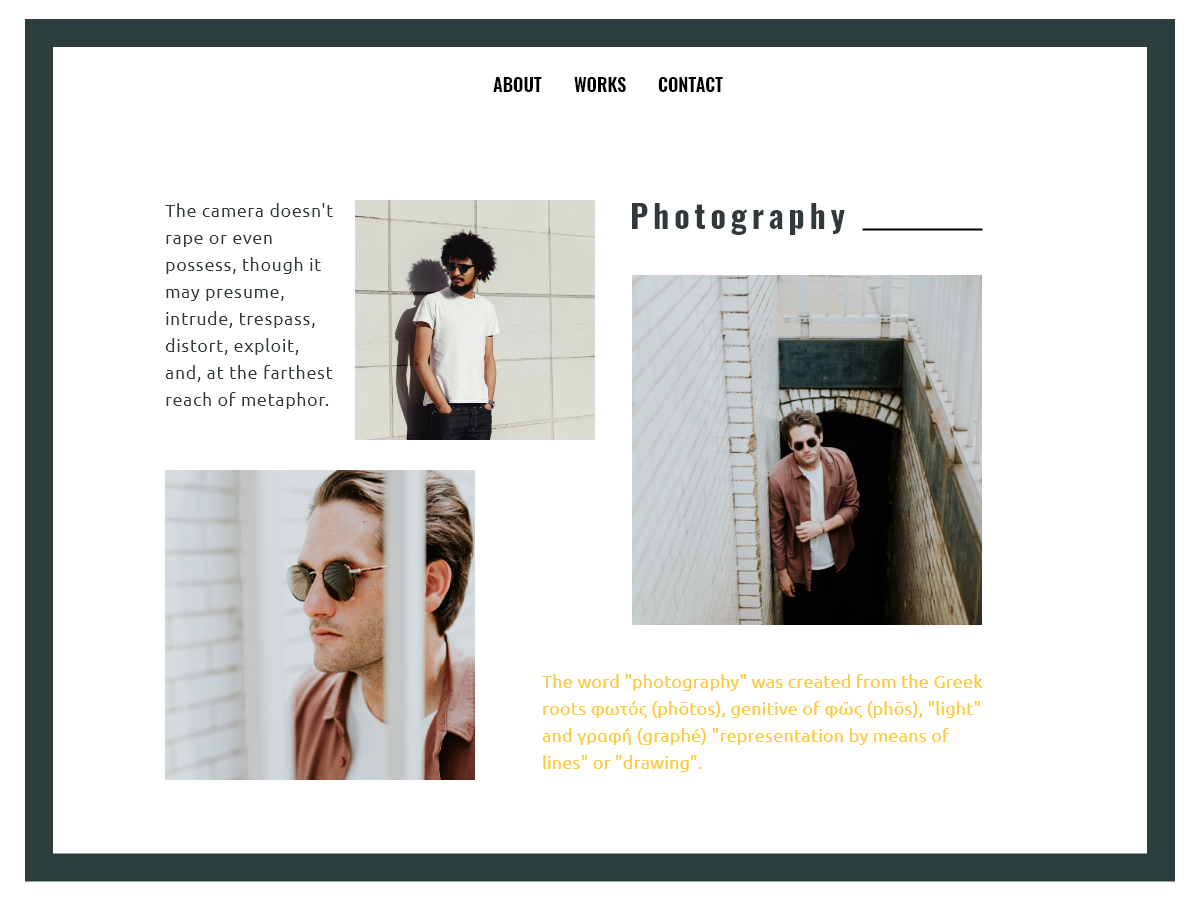 ABOUT WORKS CONTACT
The camera doesn't
rape or even
possess, though it
may presume,
intrude, trespass,
distort, exploit,
and, at the farthest
reach of metaphor.
Photography
The word "photography" was created from the Greek
roots φωτός (phōtos), genitive of φῶς (phōs), "light"
and γραφή (graphé) "representation by means of
lines" or "drawing".